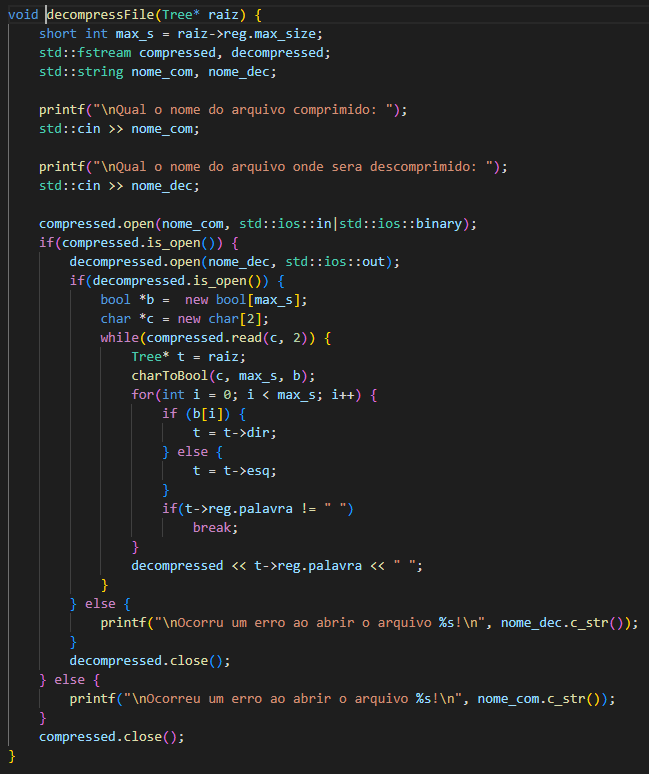 void decompressFile(Tree* raiz) {
    short int max_s = raiz->reg.max_size;
    std::fstream compressed, decompressed;
    std::string nome_com, nome_dec;

    printf("\nQual o nome do arquivo comprimido: ");
    std::cin >> nome_com;

    printf("\nQual o nome do arquivo onde sera descomprimido: ");
    std::cin >> nome_dec;

    compressed.open(nome_com, std::ios::in|std::ios::binary);
    if(compressed.is_open()) {
        decompressed.open(nome_dec, std::ios::out);
        if(decompressed.is_open()) {
            bool *b =  new bool[max_s];
            char *c = new char[2];
            while(compressed.read(c, 2)) {
                Tree* t = raiz;
                charToBool(c, max_s, b);
                for(int i = 0; i < max_s; i++) {
                    if (b[i]) {
                        t = t->dir;
                    } else {
                        t = t->esq;
                    }
                    if(t->reg.palavra != " ")
                        break;
                }
                decompressed << t->reg.palavra << " ";
            }
        } else {
            printf("\nOcorru um erro ao abrir o arquivo %s!\n", nome_dec.c_str());
        }
        decompressed.close();
    } else {
        printf("\nOcorreu um erro ao abrir o arquivo %s!\n", nome_com.c_str());
    }
    compressed.close();
}